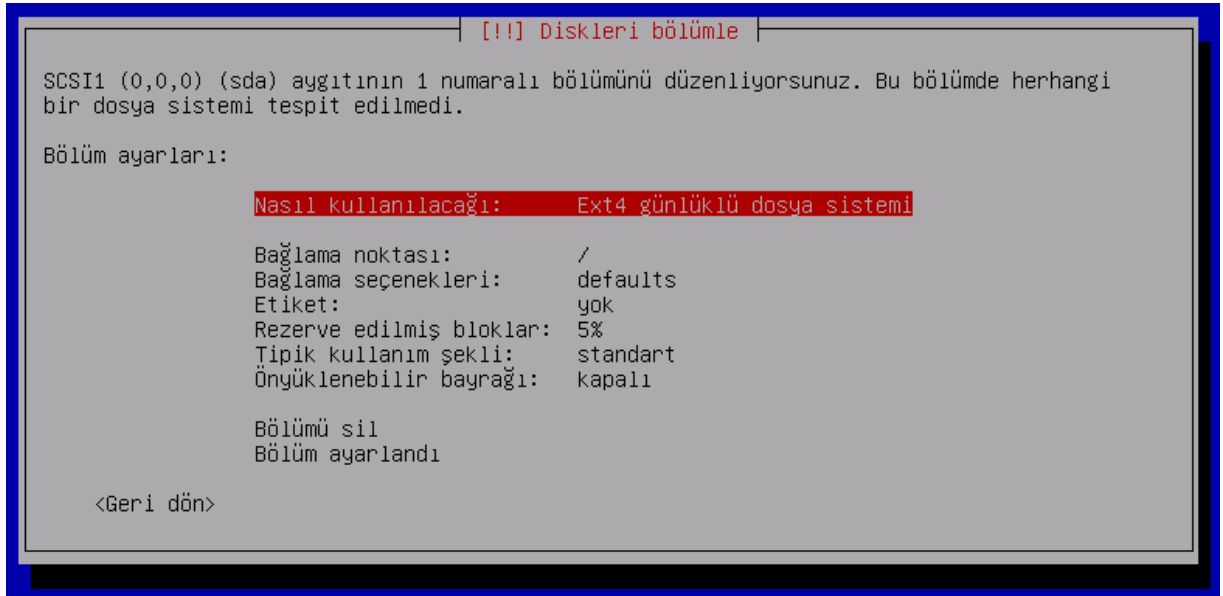 [!!] Diskleri bölümle
SCSI1 (0,0,0) (sda) aygıtının 1 numaralı bölümünü düzenliyorsunuz. Bu bölümde herhangi
bir dosya sistemi tespit edilmedi.
Bölüm ayarları:
Nasıl kullanılacağı: Ext4 günlüklü dosya sistemi
Bağlama noktası: /
Bağlama seçenekleri: defaults
Etiket: yok
Rezerve edilmiş bloklar: 5%
Tipik kullanım şekli: standart
Önyüklenebilir bayrağı: kapalı
Bölümü sil
Bölüm ayarlandı
<Geri dön>